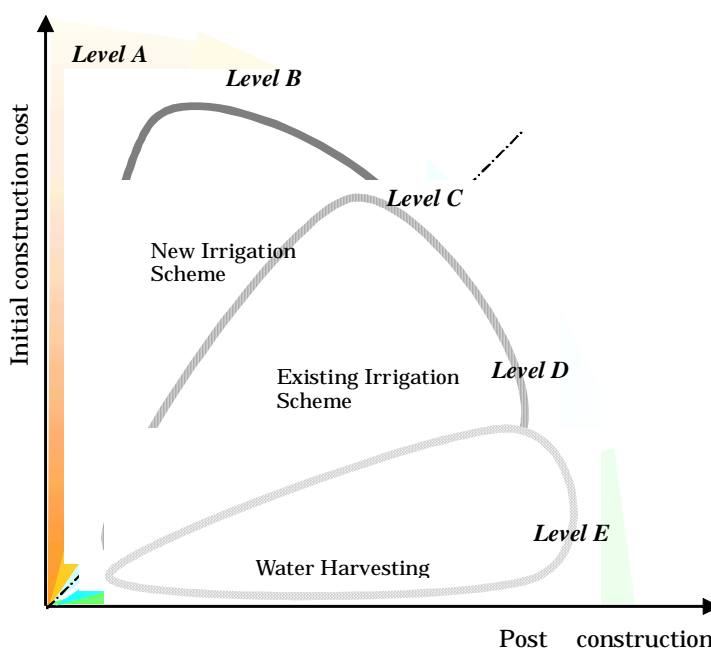 Level A
Level B
Level C
New Irrigation
Scheme
Existing Irrigation
Scheme
Level D
Level E
Water Harvesting
Initial construction cost
Post construction